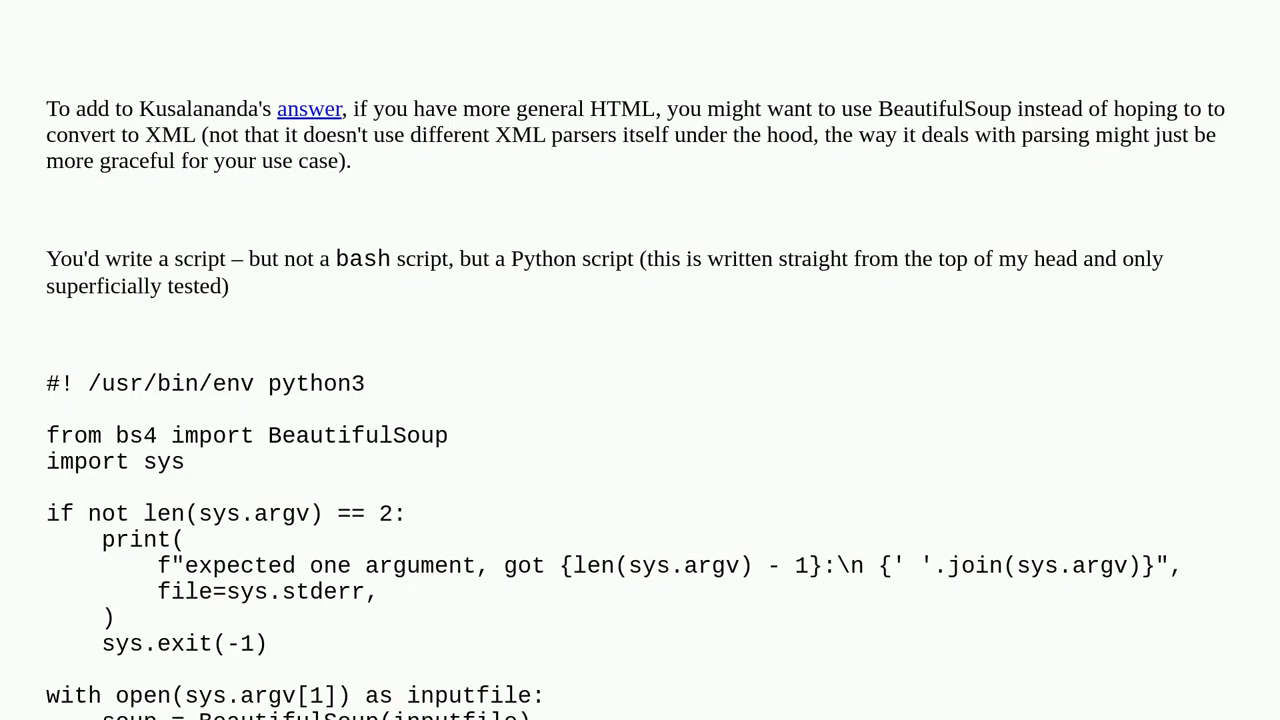 To add to Kusalananda's answer, if you have more general HTML, you might want to use BeautifulSoup instead of hoping to to
convert to XML (not that it doesn't use different XML parsers itself under the hood, the way it deals with parsing might just be
more graceful for your use case).
You'd write a script – but not a bash script, but a Python script (this is written straight from the top of my head and only
superficially tested)
#! /usr/bin/env python3
from bs4 import BeautifulSoup
import sys
if not len(sys.argv) == 2:
    print(
        f"expected one argument, got {len(sys.argv) - 1}:\n {' '.join(sys.argv)}",
        file=sys.stderr,
    )
    sys.exit(-1)
with open(sys.argv[1]) as inputfile:
    soup = BeautifulSoup(inputfile)